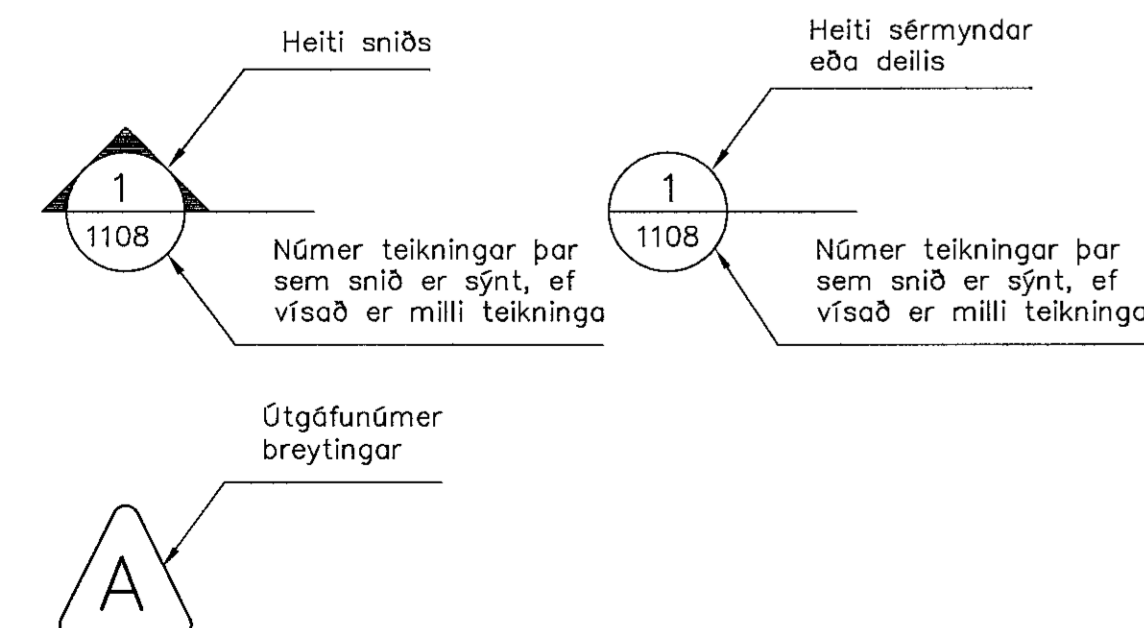 Heiti sniðs
1
1108
Númer teikningar þar
sem snið er sýnt, ef
vísað er milli teikninga
Heiti sérmyndar
eða deilis
1
1108
Númer teikningar þar
sem snið er sýnt, ef
vísað er milli teikninga
Útgáfunúmer
breytingar
A